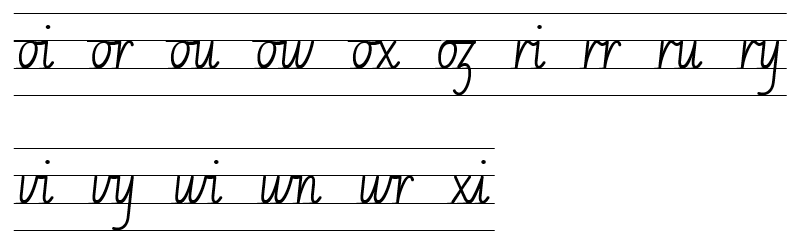 oi or ou ow ox oz ri rr ru ry
vi vy wi wn wr xi